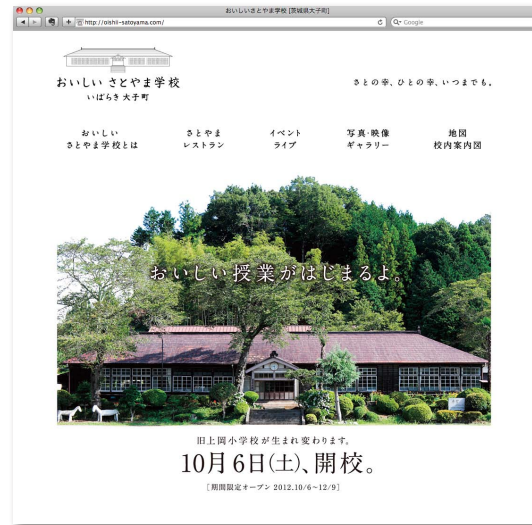 おいしいさとやま学校 [茨城県大子町]
http://oishii-satoyama.com/
Google
おいしい さとやま学校
いばらき 大子町
さとの幸、ひとの幸、いつまでも。
おいしい
さとやま学校とは
さとやま
レストラン
イベント
ライブ
写真・映像
ギャラリー
地図
校内案内図
おいしい授業がはじまるよ。
旧上岡小学校が生まれ変わります。
10月6日(土)、開校。
[期間限定オープン 2012.10/6〜12/9]